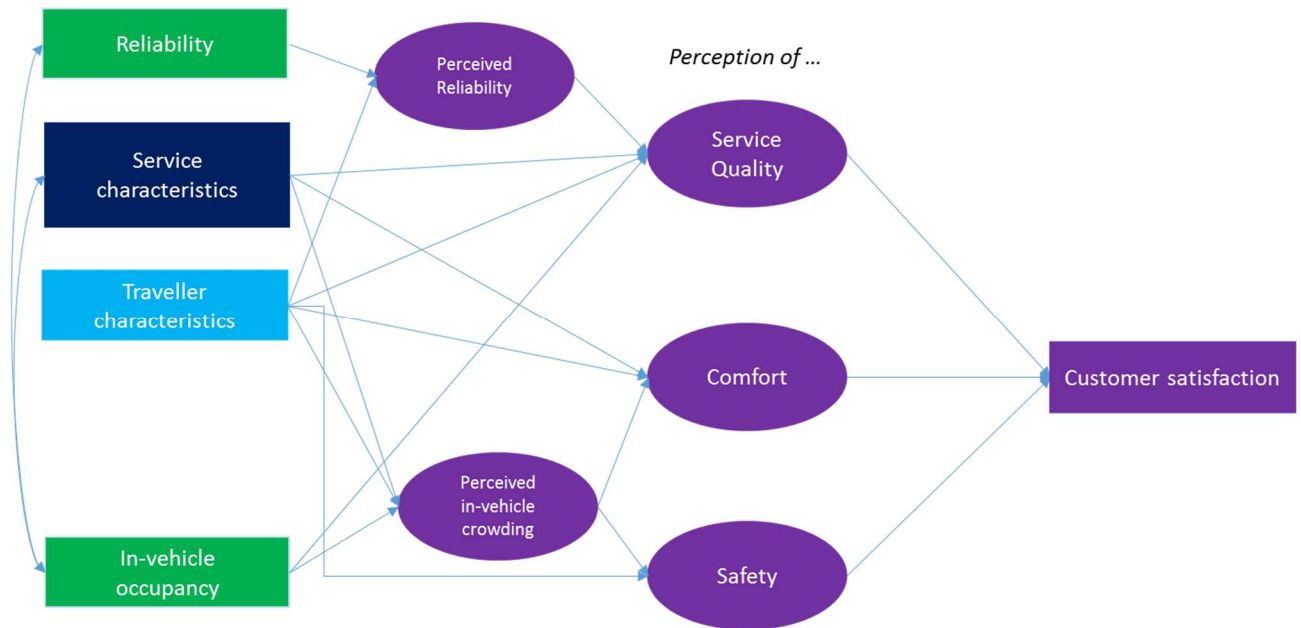 Reliability
Perceived
Reliability
Perception of ...
Service
characteristics
Service
Quality
Traveller
characteristics
Comfort
Customer satisfaction
Perceived
in-vehicle
crowding
In-vehicle
occupancy
Safety